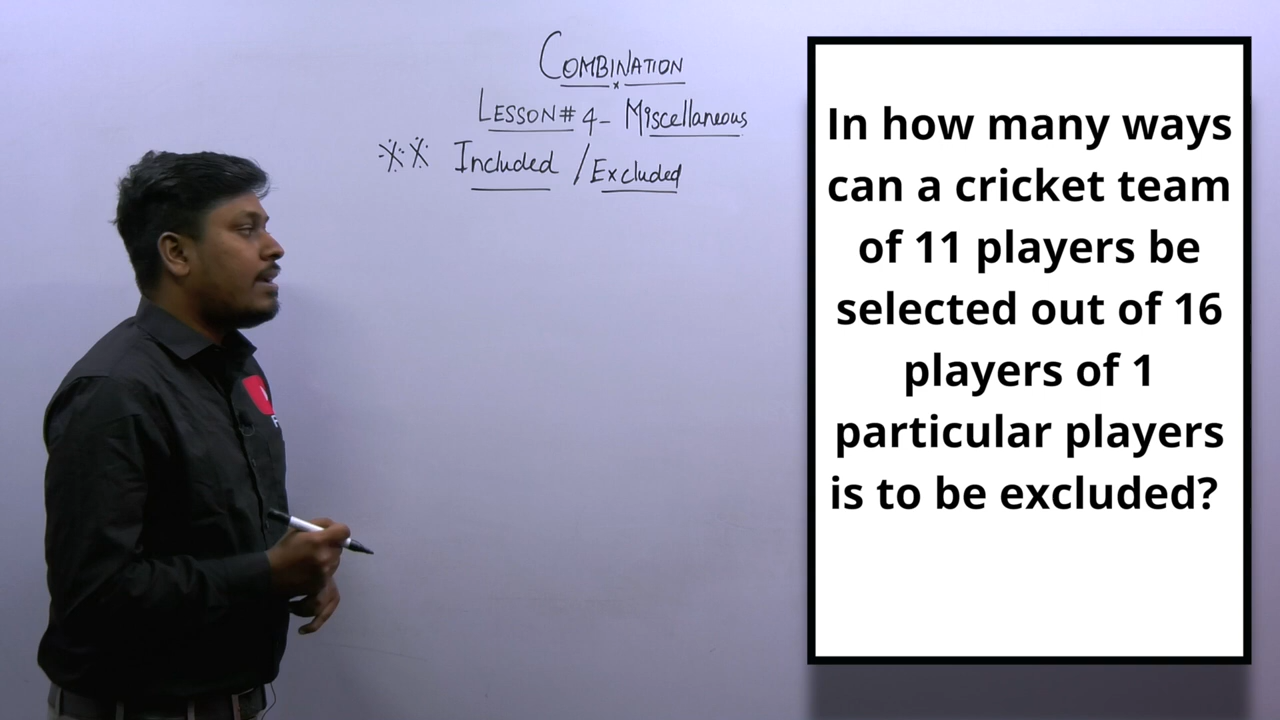 COMBINATION
LESSON# 4- Miscellaneous
Included / Excluded
In how many ways
can a cricket team
of 11 players be
selected out of 16
players of 1
particular players
is to be excluded?